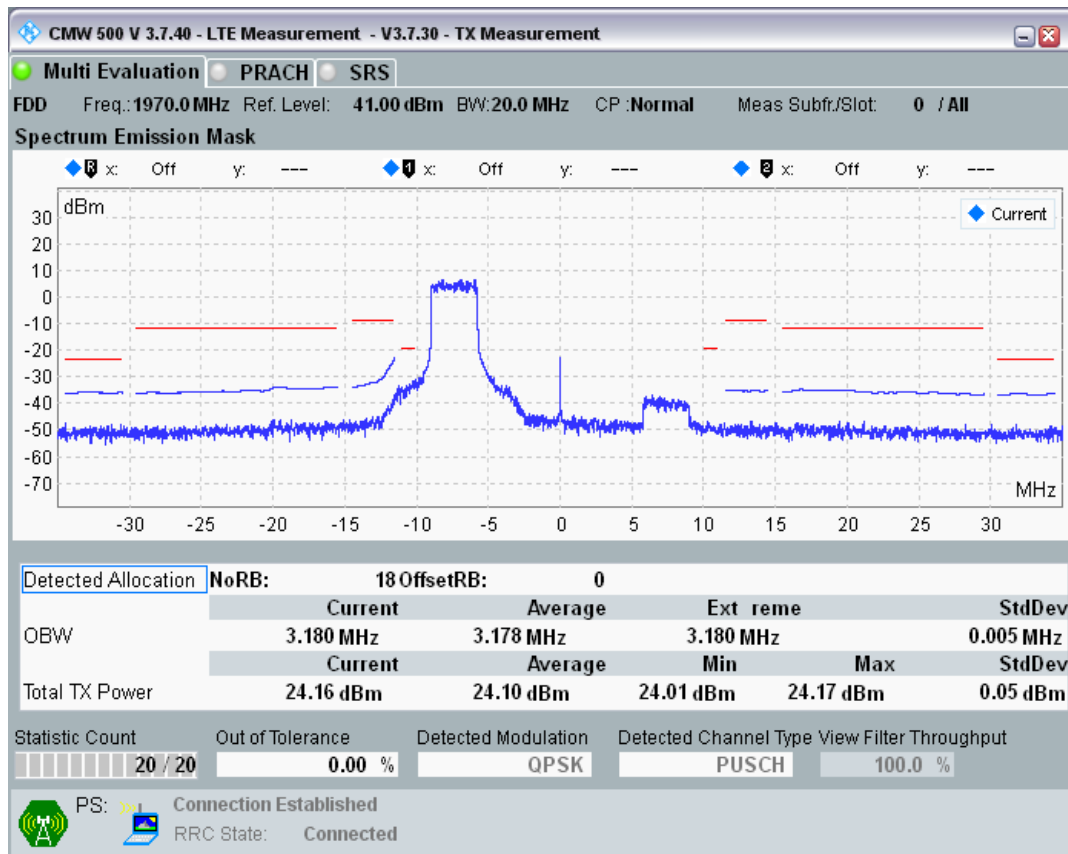 CMW 500 V 3.7.40 - LTE Measurement - V3.7.30 - TX Measurement
Multi Evaluation PRACH SRS
FDD Freq.: 1970.0 MHz Ref. Level: 41.00 dBm BW: 20.0 MHz CP : Normal Meas Subfr./Slot: 0 / All
Spectrum Emission Mask
R x: Off y: --- 1 x: Off y: --- 2 x: Off y: ---
dBm
Current
30
20
10
0
-10
-20
-30
-40
-50
-60
-70
MHz
-30 -25 -20 -15 -10 -5 0 5 10 15 20 25 30
Detected Allocation NoRB: 18 OffsetRB: 0
Current Average Ext reme StdDev
OBW 3.180 MHz 3.178 MHz 3.180 MHz 0.005 MHz
Current Average Min Max StdDev
Total TX Power 24.16 dBm 24.10 dBm 24.01 dBm 24.17 dBm 0.05 dBm
Statistic Count Out of Tolerance Detected Modulation Detected Channel Type View Filter Throughput
20 / 20 0.00 % QPSK PUSCH 100.0 %
PS: Connection Established
RRC State: Connected